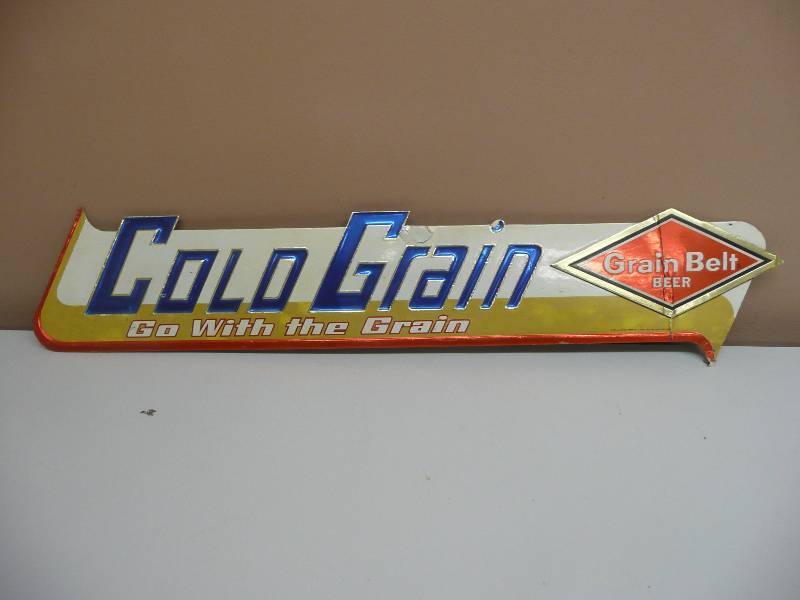 Cold Grain
Go With the Grain
Grain Belt
BEER